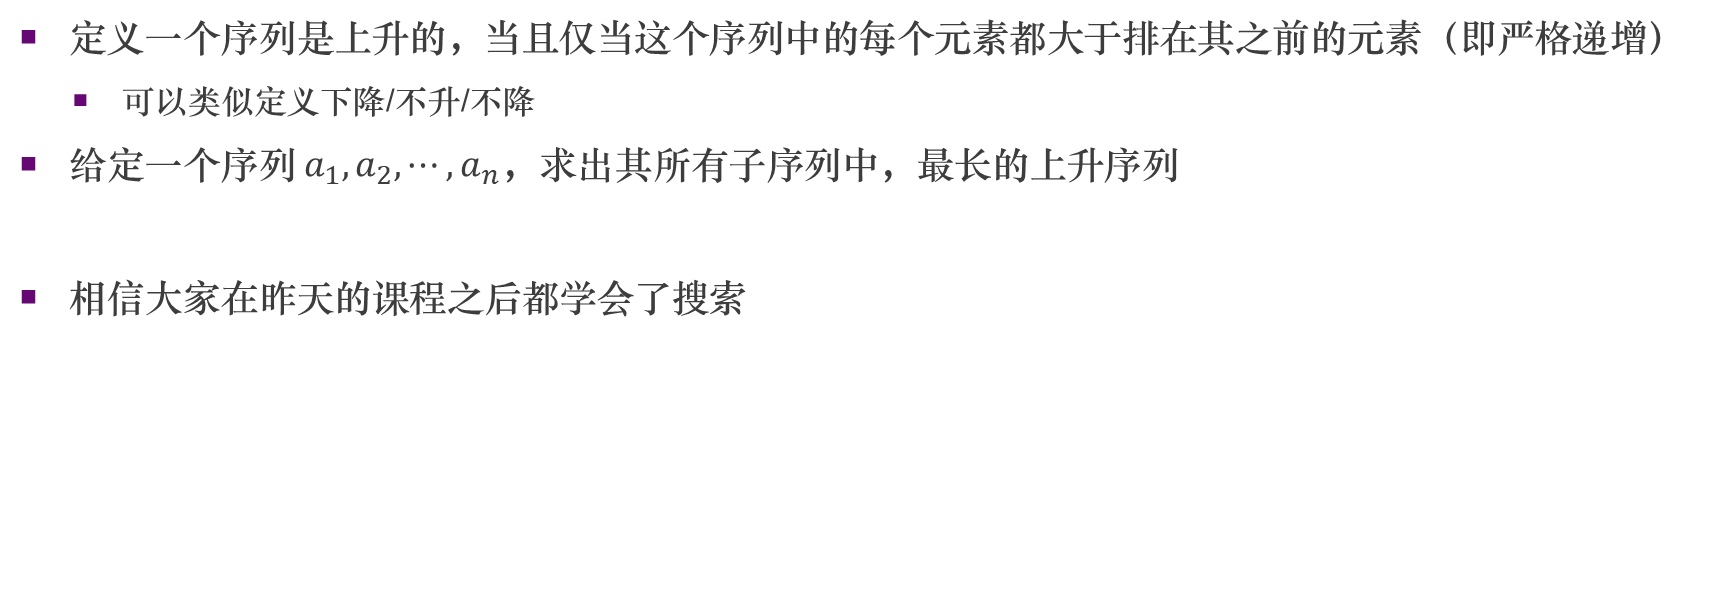 定义一个序列是上升的，当且仅当这个序列中的每个元素都大于排在其之前的元素（即严格递增）
可以类似定义下降/不升/不降
给定一个序列 a₁, a₂, ⋯ , aₙ，求出其所有子序列中，最长的上升序列
相信大家在昨天的课程之后都学会了搜索